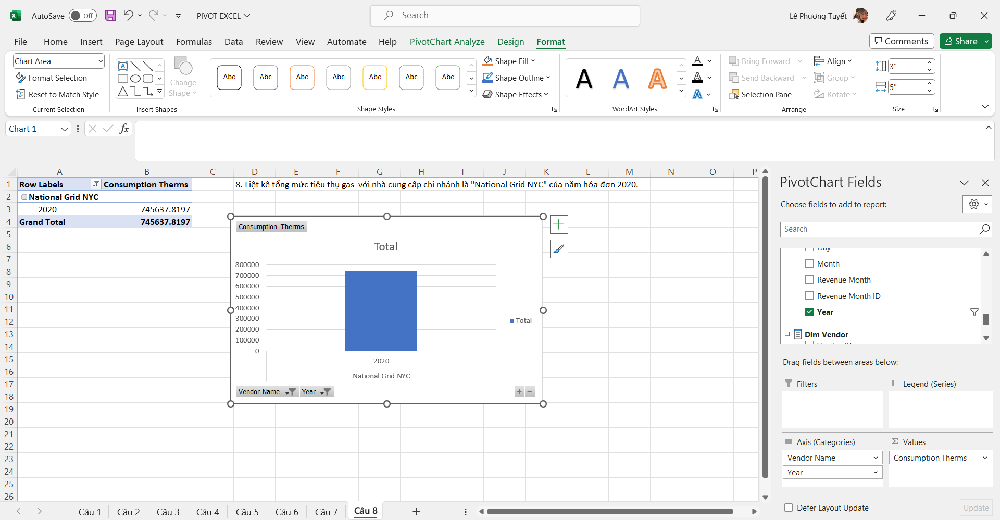 AutoSave Off PIVOT EXCEL Search Lê Phương Tuyết
File Home Insert Page Layout Formulas Data Review View Automate Help PivotChart Analyze Design Format Comments Share
Chart Area
Format Selection
Reset to Match Style
Current Selection
Change
Shape
Insert Shapes
Abc Abc Abc Abc Abc Abc Abc
Shape Fill
Shape Outline
Shape Effects
Shape Styles
A A A
A
A
A
WordArt Styles
Bring Forward
Send Backward
Selection Pane
Align
Group
Rotate
Arrange
3"
5"
Size
Chart 1 fx
A B C D E F G H I J K L M N O P
1 Row Labels Consumption Therms 8. Liệt kê tổng mức tiêu thụ gas với nhà cung cấp chi nhánh là "National Grid NYC" của năm hóa đơn 2020.
2 National Grid NYC
3 2020 745637.8197
4 Grand Total 745637.8197
5
6
7
8
9
10
11
12
13
14
15
16
17
18
19
20
21
22
23
24
25
26
Consumption Therms
Total
800000
700000
600000
500000
400000
300000
200000
100000
0
2020
National Grid NYC
Total
Vendor Name Year
PivotChart Fields
Choose fields to add to report:
Search
Day
Month
Revenue Month
Revenue Month ID
Year
Dim Vendor
Drag fields between areas below:
Filters Legend (Series)
Axis (Categories) Values
Vendor Name Consumption Therms
Year
Defer Layout Update Update
Câu 1 Câu 2 Câu 3 Câu 4 Câu 5 Câu 6 Câu 7 Câu 8